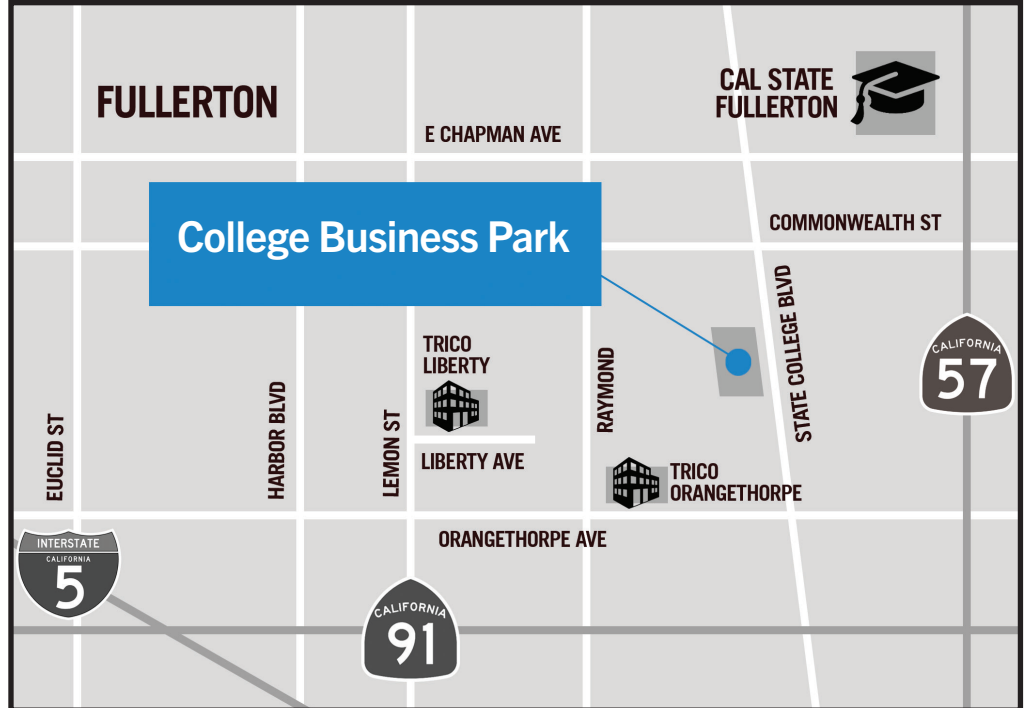 FULLERTON
CAL STATE
FULLERTON
E CHAPMAN AVE
College Business Park
COMMONWEALTH ST
STATE COLLEGE BLVD
TRICO
LIBERTY
RAYMOND
CALIFORNIA
57
EUCLID ST
HARBOR BLVD
LEMON ST
LIBERTY AVE
TRICO
ORANGETHORPE
ORANGETHORPE AVE
INTERSTATE
CALIFORNIA
5
CALIFORNIA
91